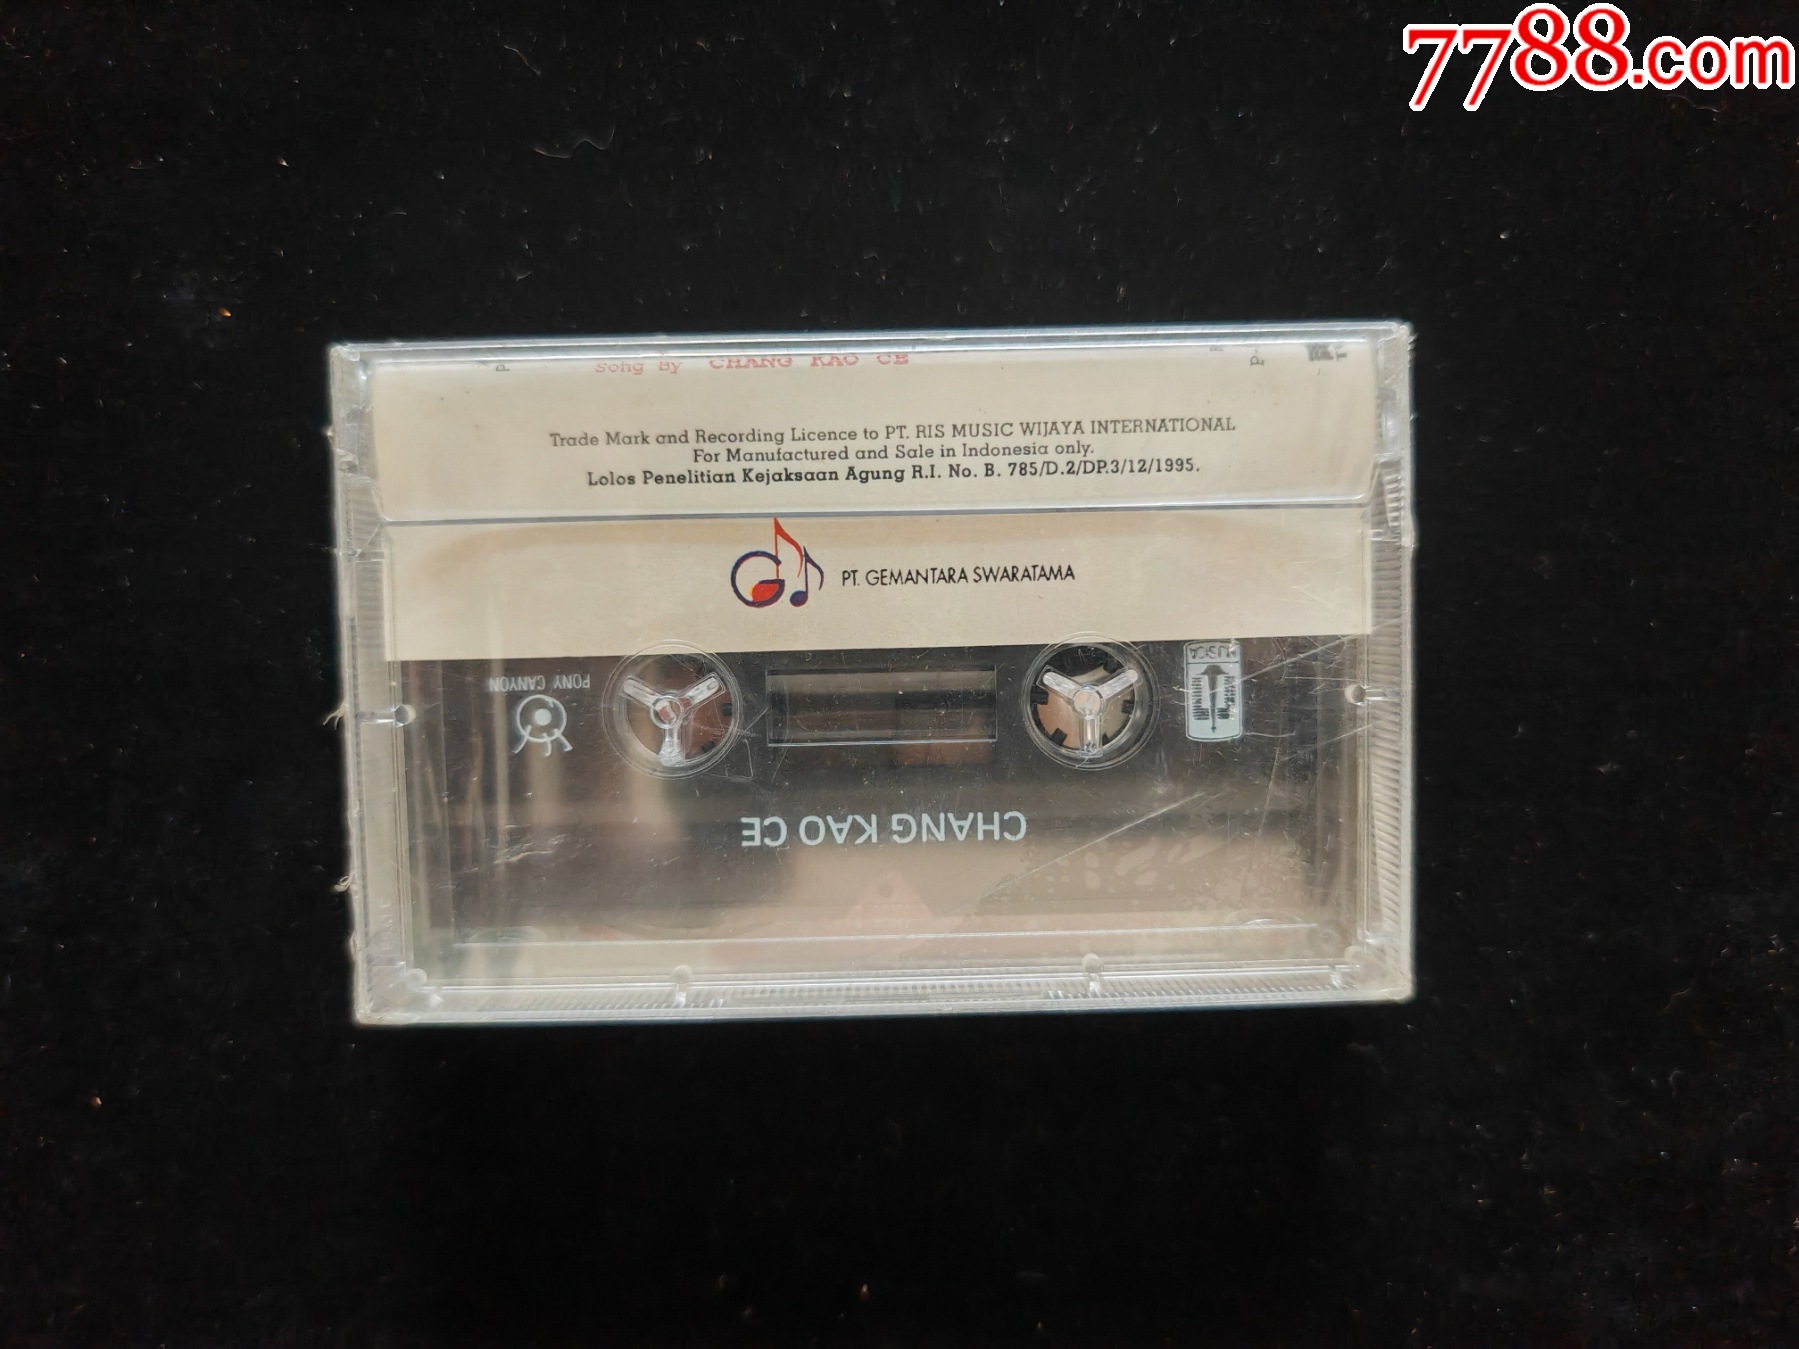 7788.com
Song By CHANG KAO CE
Trade Mark and Recording Licence to PT. RIS MUSIC WIJAYA INTERNATIONAL
For Manufactured and Sale in Indonesia only.
Lolos Penelitian Kejaksaan Agung R.I. No. B. 785/D.2/DP.3/12/1995.
PT. GEMANTARA SWARATAMA
PONY CANYON
MUSICA
CHANG KAO CE